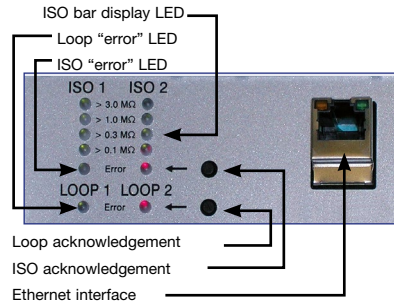 ISO bar display LED
Loop “error” LED
ISO “error” LED
ISO 1 ISO 2
> 3.0 MΩ
> 1.0 MΩ
> 0.3 MΩ
> 0.1 MΩ
Error
LOOP 1 LOOP 2
Error
Loop acknowledgement
ISO acknowledgement
Ethernet interface